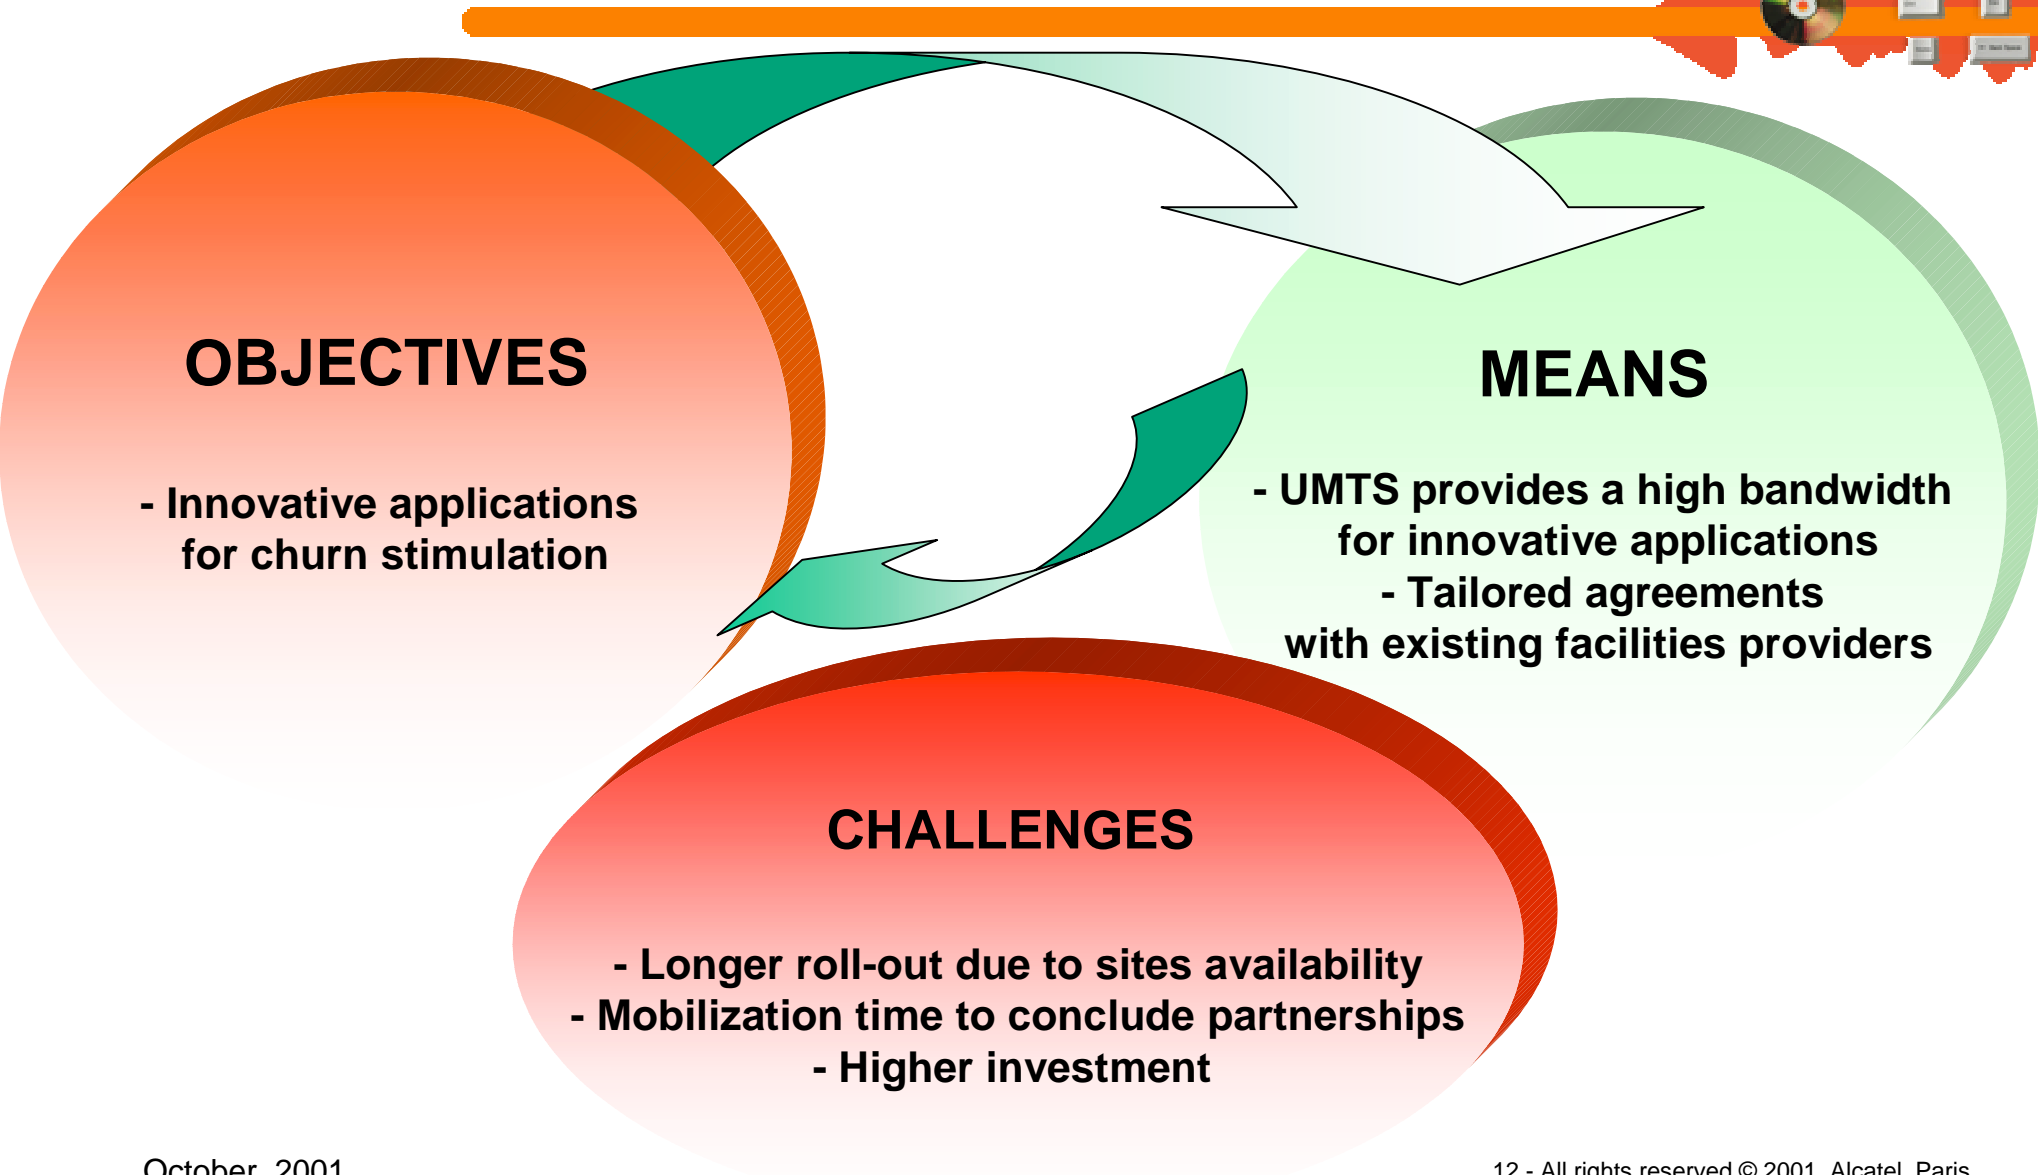 OBJECTIVES
- Innovative applications
for churn stimulation
MEANS
- UMTS provides a high bandwidth
for innovative applications
- Tailored agreements
with existing facilities providers
CHALLENGES
- Longer roll-out due to sites availability
- Mobilization time to conclude partnerships
- Higher investment
October, 2001
12 - All rights reserved © 2001, Alcatel, Paris